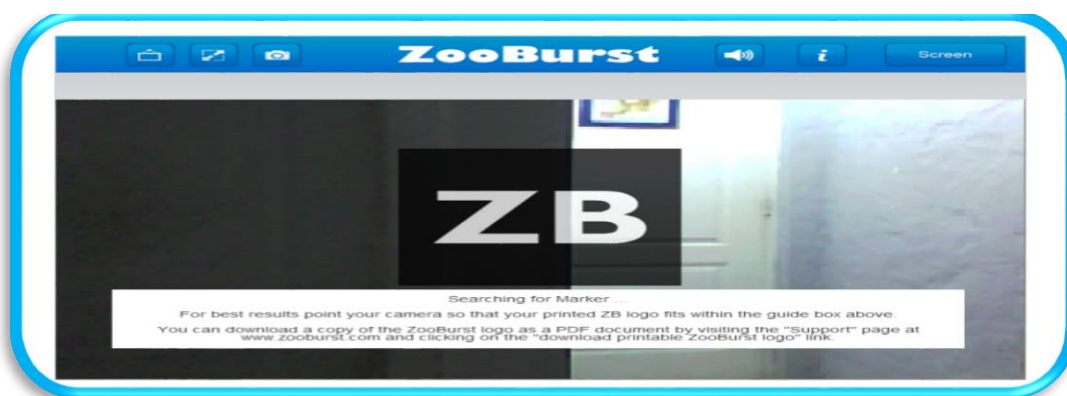 ZooBurst
i
Screen
ZB
Searching for Marker ...
For best results point your camera so that your printed ZB logo fits within the guide box above.
You can download a copy of the ZooBurst logo as a PDF document by visiting the "Support" page at
www.zooburst.com and clicking on the "download printable ZooBurst logo" link.